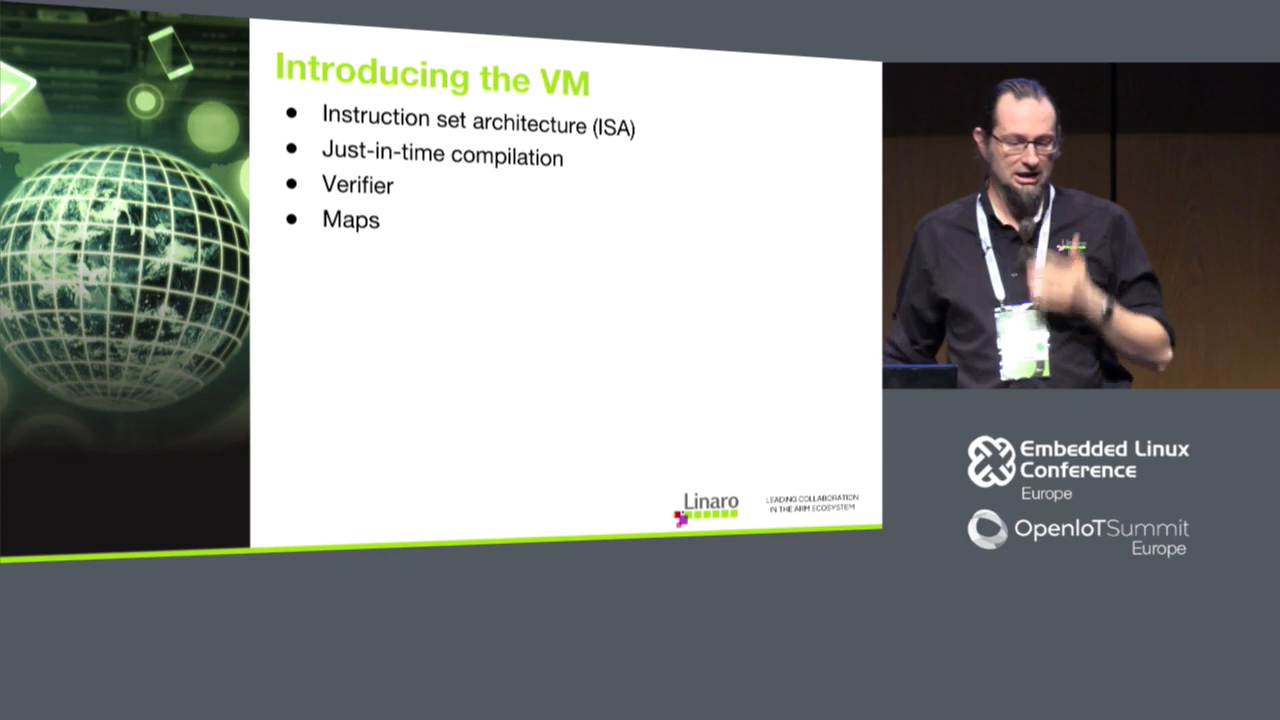 Introducing the VM
● Instruction set architecture (ISA)
● Just-in-time compilation
● Verifier
● Maps
Linaro
LEADING COLLABORATION
IN THE ARM ECOSYSTEM
Linaro
Embedded Linux
Conference
Europe
OpenIoTSummit
Europe